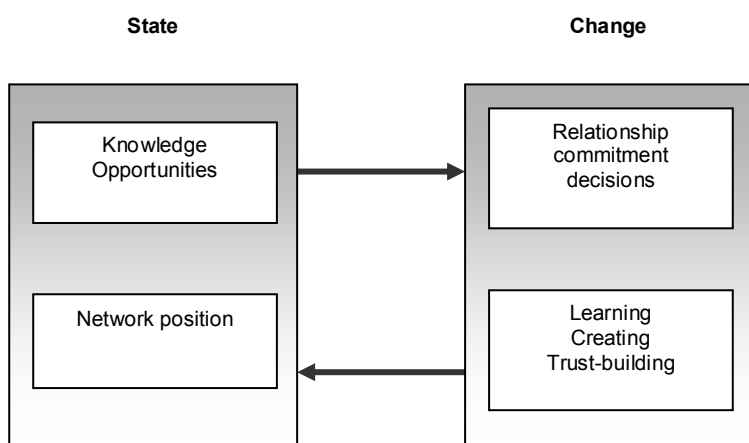 State
Change
Knowledge
Opportunities
Relationship
commitment
decisions
Network position
Learning
Creating
Trust-building